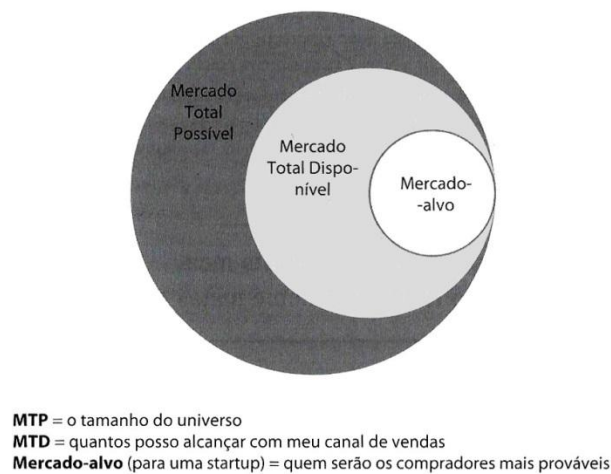 Mercado
Total
Possível
Mercado
Total Dispo-
nível
Mercado-
-alvo
MTP = o tamanho do universo
MTD = quantos posso alcançar com meu canal de vendas
Mercado-alvo (para uma startup) = quem serão os compradores mais prováveis